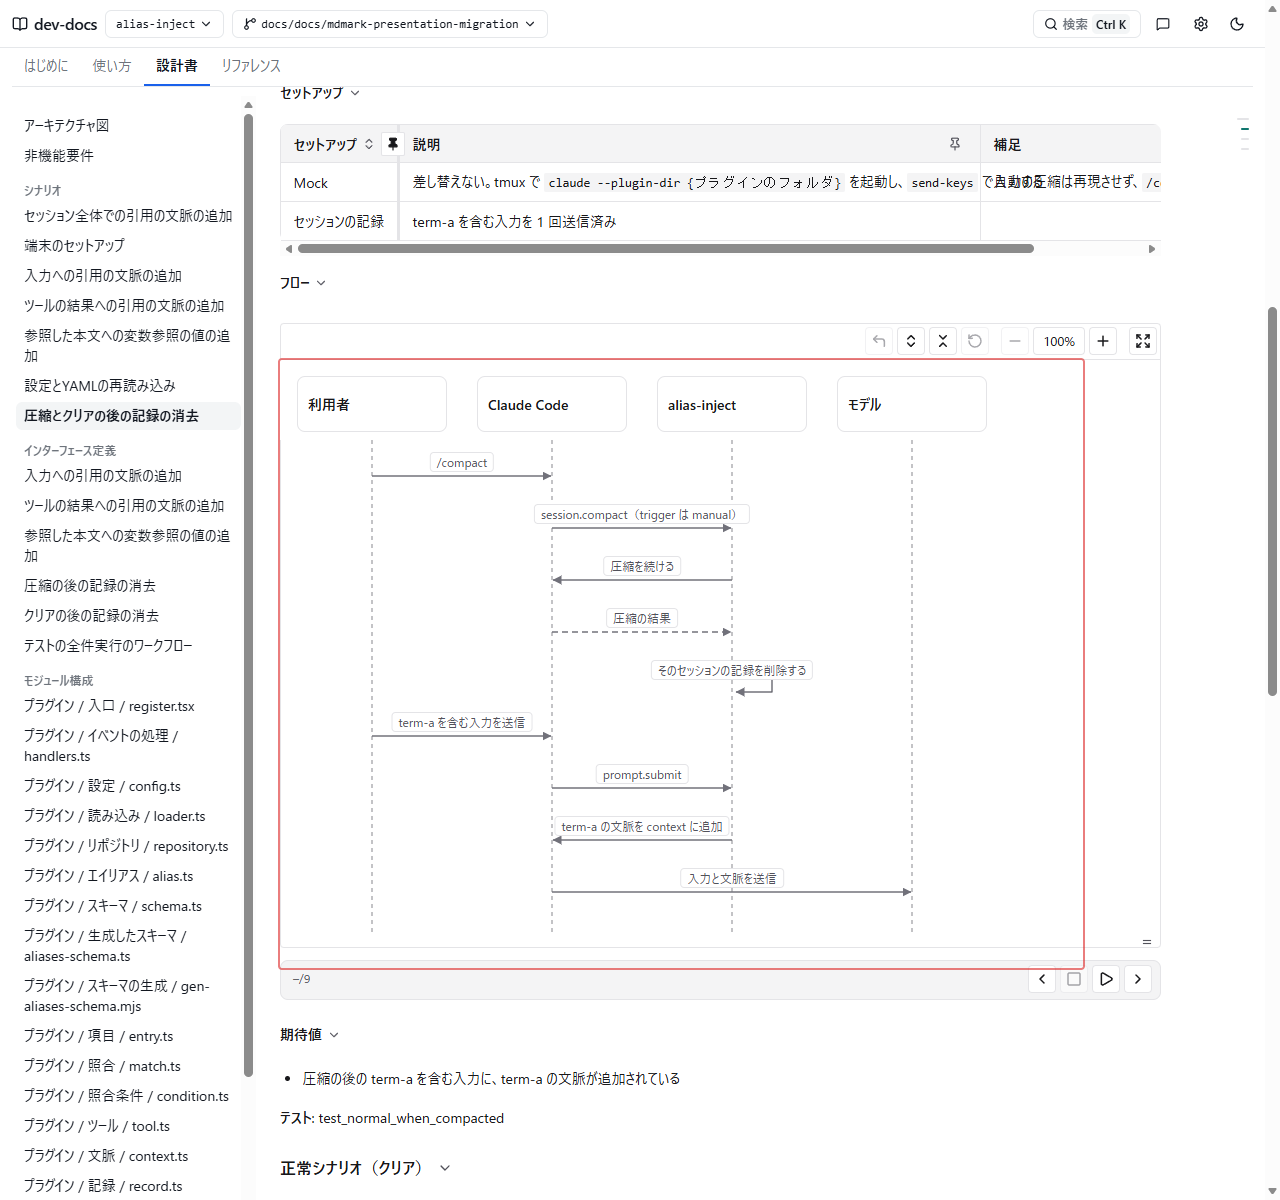 dev-docs
alias-inject
docs/docs/mdmark-presentation-migration
検索 Ctrl K
はじめに 使い方 設計書 リファレンス
アーキテクチャ図
非機能要件
シナリオ
セッション全体での引用の文脈の追加
端末のセットアップ
入力への引用の文脈の追加
ツールの結果への引用の文脈の追加
参照した本文への変数参照の値の追
加
設定とYAMLの再読み込み
圧縮とクリアの後の記録の消去
インターフェース定義
入力への引用の文脈の追加
ツールの結果への引用の文脈の追加
参照した本文への変数参照の値の追
加
圧縮の後の記録の消去
クリアの後の記録の消去
テストの全件実行のワークフロー
モジュール構成
プラグイン / 入口 / register.tsx
プラグイン / イベントの処理 /
handlers.ts
プラグイン / 設定 / config.ts
プラグイン / 読み込み / loader.ts
プラグイン / リポジトリ / repository.ts
プラグイン / エイリアス / alias.ts
プラグイン / スキーマ / schema.ts
プラグイン / 生成したスキーマ /
aliases-schema.ts
プラグイン / スキーマの生成 / gen-
aliases-schema.mjs
プラグイン / 項目 / entry.ts
プラグイン / 照合 / match.ts
プラグイン / 照合条件 / condition.ts
プラグイン / ツール / tool.ts
プラグイン / 文脈 / context.ts
プラグイン / 記録 / record.ts
セットアップ
セットアップ 説明 補足
Mock 差し替えない。tmux で claude --plugin-dir {プラグインのフォルダ} を起動し、 send-keys で入力する
圧縮は再現させず、
セッションの記録 term-a を含む入力を 1 回送信済み
フロー
100%
利用者 Claude Code alias-inject モデル
/compact
session.compact（trigger は manual）
圧縮を続ける
圧縮の結果
そのセッションの記録を削除する
term-a を含む入力を送信
prompt.submit
term-a の文脈を context に追加
入力と文脈を送信
–/9
期待値
圧縮の後の term-a を含む入力に、term-a の文脈が追加されている
テスト: test_normal_when_compacted
正常シナリオ（クリア）